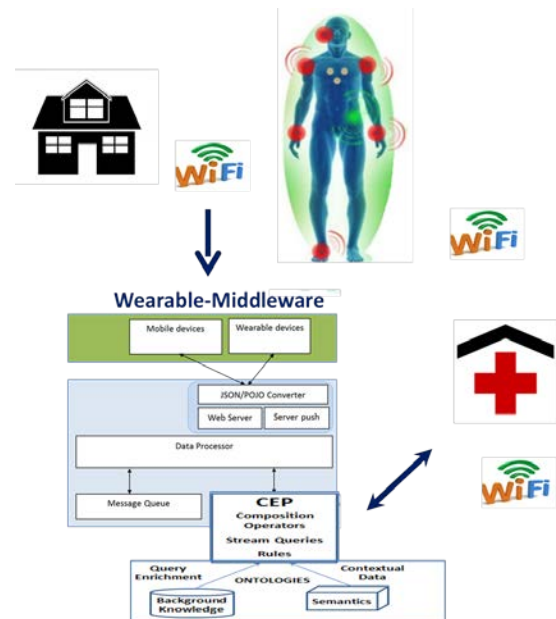 WiFi
WiFi
Wearable-Middleware
Mobile devices
Wearable devices
JSON/POJO Converter
Web Server
Server push
Data Processor
Message Queue
CEP
Composition
Operators
Stream Queries
Rules
WiFi
Query
Enrichment
ONTOLOGIES
Contextual
Data
Background
Knowledge
Semantics